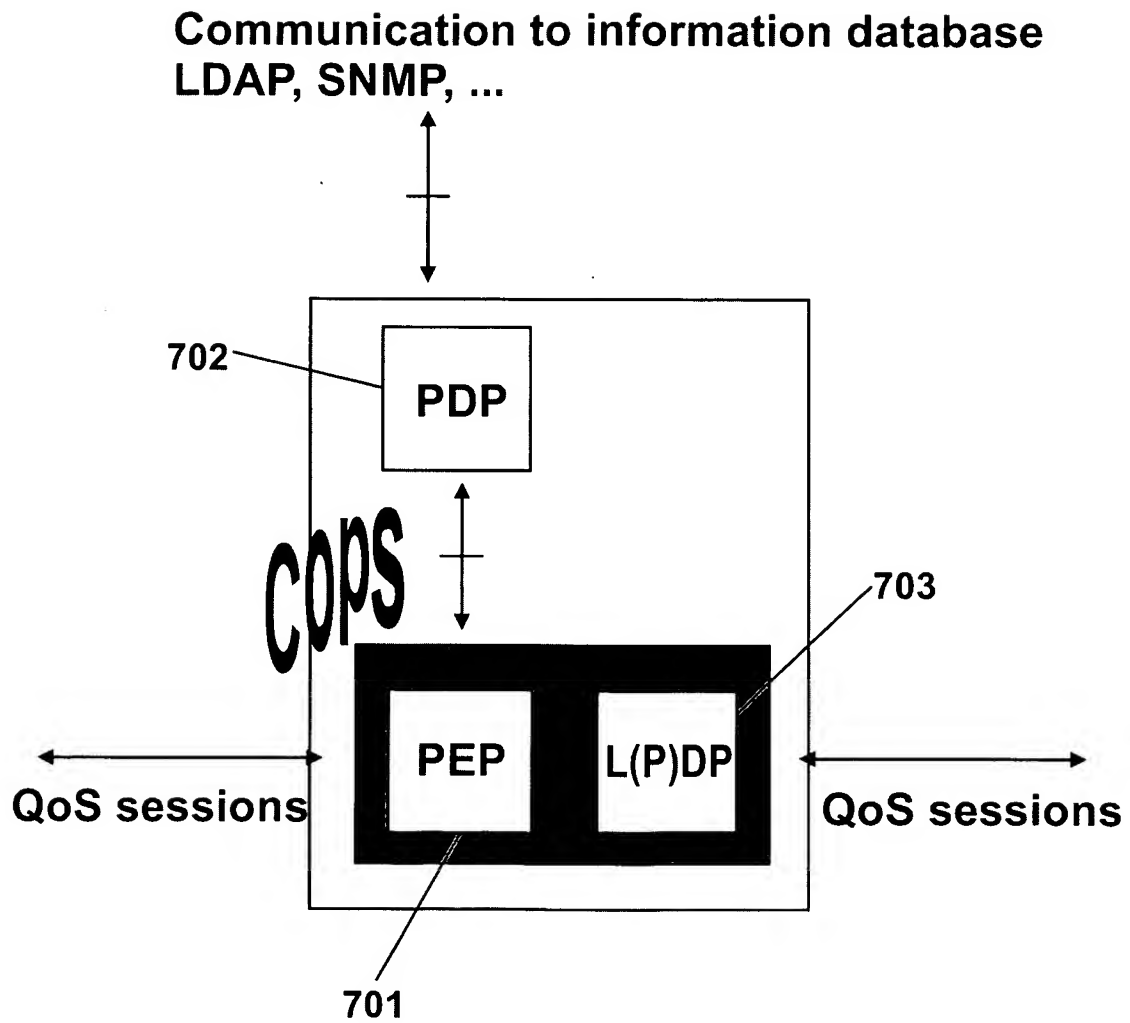 Communication to information database
LDAP, SNMP, ...
702
PDP
cops
703
PEP
L(P)DP
QoS sessions
QoS sessions
701